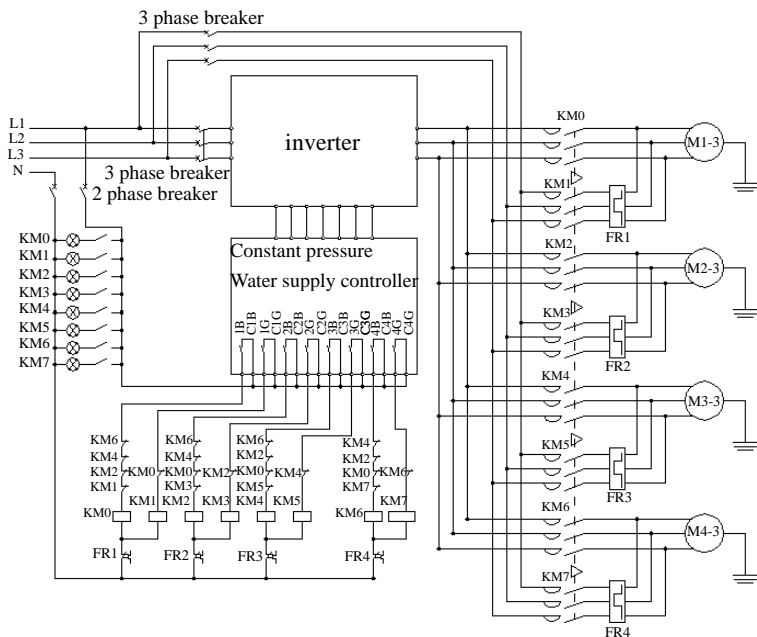 3 phase breaker
L1
L2
L3
N
inverter
3 phase breaker
2 phase breaker
KM0
M1-3
KM1
FR1
KM0
KM1
KM2
KM3
KM4
KM5
KM6
KM7
Constant pressure
Water supply controller
1B C1B 1G C1G 2B C2B 2G C2G 3B C3B 3G C3G 4B C4B 4G C4G
KM2
M2-3
KM3
FR2
KM4
M3-3
KM5
FR3
KM6
M4-3
KM7
FR4
KM6 KM6 KM6 KM4
KM4 KM4 KM2 KM2
KM2 KM0 KM0 KM2 KM0 KM4 KM0 KM6
KM1 KM3 KM5 KM7
KM1 KM2 KM3 KM4 KM5 KM7
KM0 KM6
FR1 FR2 FR3 FR4